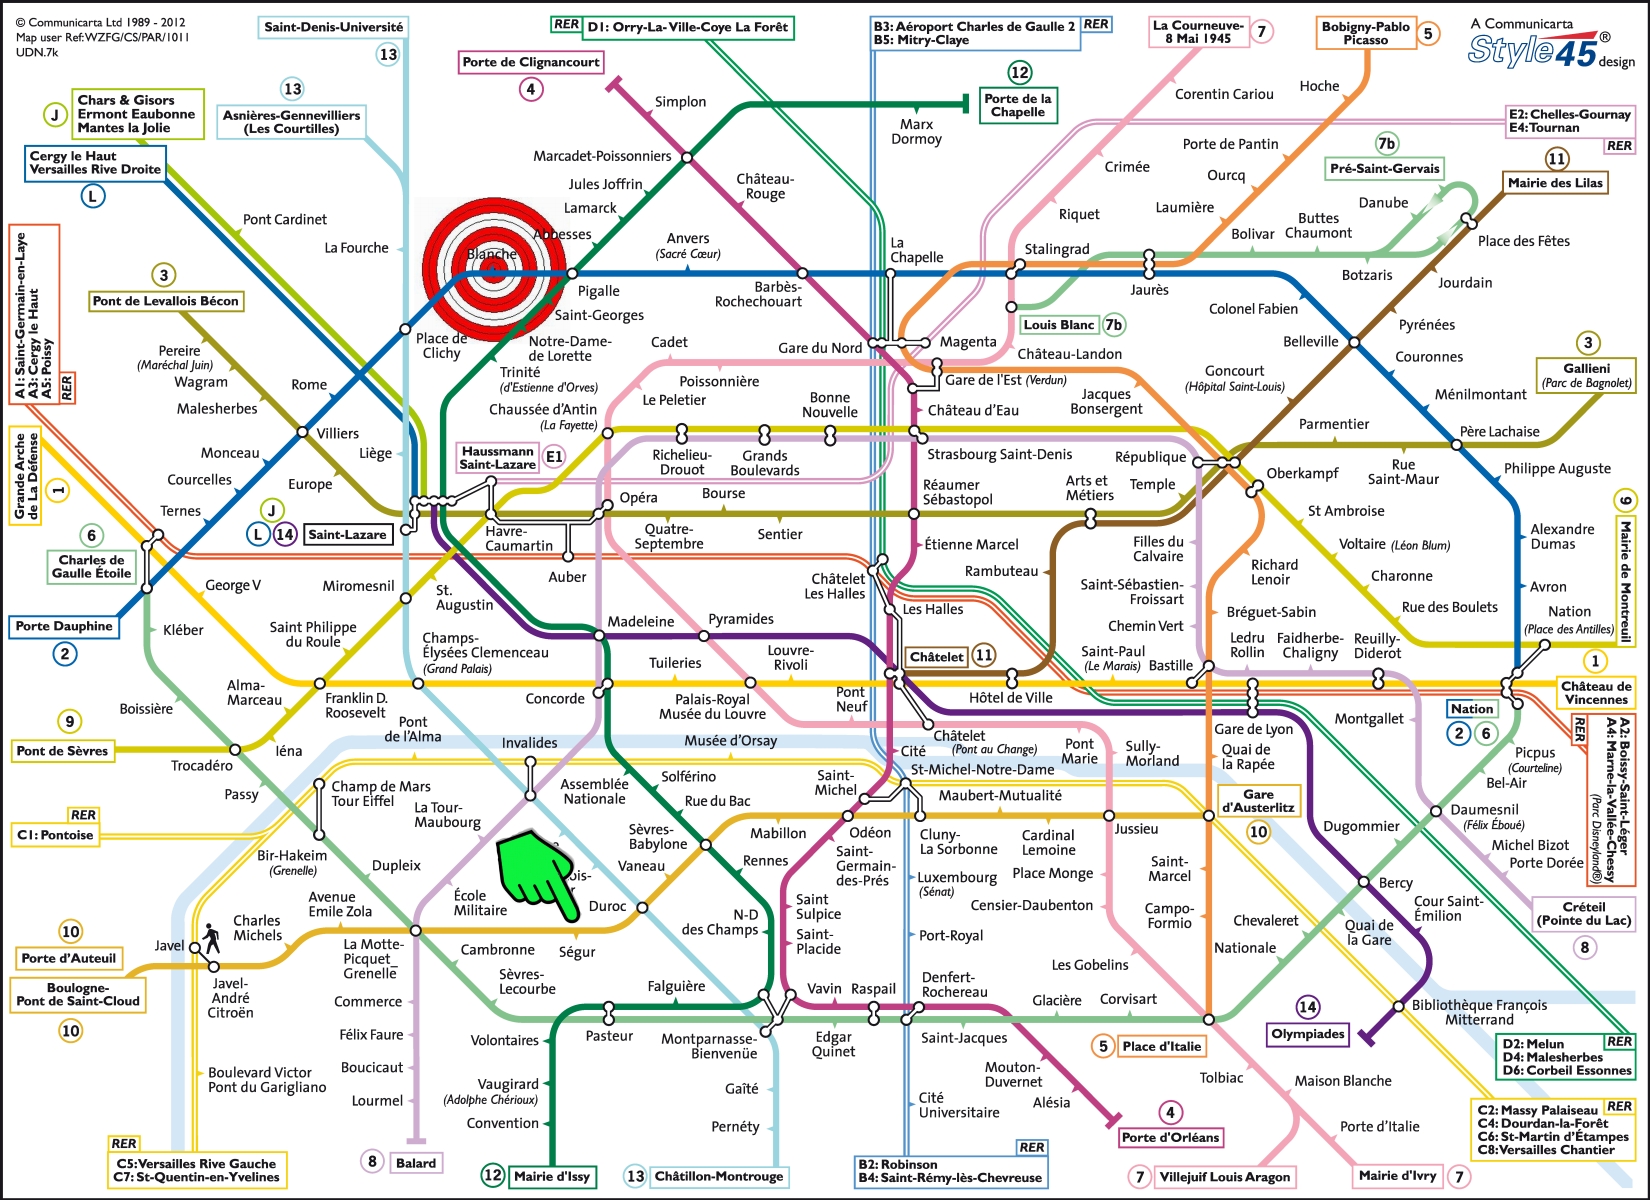 © Communicarta Ltd 1989 - 2012
Map user Ref:WZFG/CS/PAR/1011
UDN.7k
Saint-Denis-Université
13
RER
D1: Orry-La-Ville-Coye La Forêt
B3: Aéroport Charles de Gaulle 2
B5: Mitry-Claye
RER
La Courneuve-
8 Mai 1945
7
Bobigny-Pablo
Picasso
5
A Communicarta
Style 45®
design
Porte de Clignancourt
4
Simplon
12
Porte de la
Chapelle
Marx
Dormoy
Corentin Cariou
Hoche
13
Asnières-Gennevilliers
(Les Courtilles)
J
Chars & Gisors
Ermont Eaubonne
Mantes la Jolie
Cergy le Haut
Versailles Rive Droite
L
E2: Chelles-Gournay
E4: Tournan
RER
Porte de Pantin
Crimée
Ourcq
7b
Pré-Saint-Gervais
11
Mairie des Lilas
Danube
Marcadet-Poissonniers
Jules Joffrin
Lamarck
Abbesses
Château-
Rouge
Riquet
Laumière
Buttes
Chaumont
Bolivar
Place des Fêtes
Pont Cardinet
La Fourche
Blanche
Anvers
(Sacré Cœur)
La
Chapelle
Stalingrad
Botzaris
Jourdain
A1: Saint-Germain-en-Laye
A3: Cergy le Haut
A5: Poissy
RER
3
Pont de Levallois Bécon
Pigalle
Barbès-
Rochechouart
Jaurès
Colonel Fabien
Saint-Georges
Place de
Clichy
Louis Blanc
7b
Pyrénées
Belleville
Pereire
(Maréchal Juin)
Wagram
Malesherbes
Rome
Notre-Dame-
de Lorette
Trinité
(d'Estienne d'Orves)
Cadet
Gare du Nord
Magenta
Château-Landon
Couronnes
3
Gallieni
(Parc de Bagnolet)
Poissonnière
Gare de l'Est (Verdun)
Goncourt
(Hôpital Saint-Louis)
Le Peletier
Bonne
Nouvelle
Jacques
Bonsergent
Ménilmontant
Chaussée d'Antin
(La Fayette)
Château d'Eau
Parmentier
Père Lachaise
Villiers
Monceau
Liège
Haussmann
Saint-Lazare
E1
Richelieu-
Drouot
Grands
Boulevards
Strasbourg Saint-Denis
République
Oberkampf
Rue
Saint-Maur
Philippe Auguste
Grande Arche
de La Défense
1
Courcelles
Europe
Ternes
Opéra
Bourse
Réaumer
Sébastopol
Arts et
Métiers
Temple
St Ambroise
J
L
14
Saint-Lazare
Havre-
Caumartin
Quatre-
Septembre
Sentier
Étienne Marcel
Filles du
Calvaire
Voltaire (Léon Blum)
Alexandre
Dumas
9
Mairie de Montreuil
6
Charles de
Gaulle Étoile
George V
Miromesnil
Auber
Châtelet
Les Halles
Rambuteau
Saint-Sébastien-
Froissart
Richard
Lenoir
Charonne
Avron
St.
Augustin
Les Halles
Bréguet-Sabin
Rue des Boulets
Nation
(Place des Antilles)
Porte Dauphine
2
Kléber
Saint Philippe
du Roule
Madeleine
Pyramides
Chemin Vert
Champs-
Élysées Clemenceau
(Grand Palais)
Tuileries
Louvre-
Rivoli
Châtelet
11
Saint-Paul
(Le Marais)
Bastille
Ledru
Rollin
Faidherbe-
Chaligny
Reuilly-
Diderot
1
Château de
Vincennes
Boissière
Alma-
Marceau
Franklin D.
Roosevelt
Concorde
Palais-Royal
Musée du Louvre
Pont
Neuf
Hôtel de Ville
Montgallet
Nation
2
6
9
Pont de Sèvres
Iéna
Pont
de l'Alma
Invalides
Musée d'Orsay
Châtelet
(Pont au Change)
Cité
Pont
Marie
Sully-
Morland
Gare de Lyon
Quai de
la Rapée
Picpus
(Courteline)
Bel-Air
RER
A2: Boissy-Saint-Léger
A4: Marne-la-Vallée-Chessy
(Parc Disneyland®)
Trocadéro
Passy
Champ de Mars
Tour Eiffel
La Tour-
Maubourg
Assemblée
Nationale
Solférino
Rue du Bac
Saint-
Michel
St-Michel-Notre-Dame
Maubert-Mutualité
Gare
d'Austerlitz
10
Daumesnil
(Félix Éboué)
RER
C1: Pontoise
Bir-Hakeim
(Grenelle)
Dupleix
Sèvres-
Babylone
Mabillon
Odéon
Cluny-
La Sorbonne
Cardinal
Lemoine
Jussieu
Dugommier
Michel Bizot
Porte Dorée
Vaneau
Rennes
Saint-
Germain-
des-Prés
Luxembourg
(Sénat)
Place Monge
Saint-
Marcel
Avenue
Emile Zola
École
Militaire
Duroc
Saint
Sulpice
Censier-Daubenton
Campo-
Formio
Bercy
Cour Saint-
Émilion
Créteil
(Pointe du Lac)
8
Charles
Michels
N-D
des Champs
Saint-
Placide
Port-Royal
Chevaleret
Quai de
la Gare
10
Porte d'Auteuil
Javel
La Motte-
Picquet
Grenelle
Cambronne
Ségur
Les Gobelins
Nationale
Boulogne-
Pont de Saint-Cloud
10
Javel-
André
Citroën
Commerce
Sèvres-
Lecourbe
Falguière
Vavin
Raspail
Denfert-
Rochereau
Glacière
Corvisart
14
Olympiades
Bibliothèque François
Mitterrand
Félix Faure
Volontaires
Pasteur
Montparnasse-
Bienvenüe
Edgar
Quinet
Saint-Jacques
5
Place d'Italie
D2: Melun
D4: Malesherbes
D6: Corbeil Essonnes
RER
Boulevard Victor
Pont du Garigliano
Boucicaut
Lourmel
Vaugirard
(Adolphe Chérioux)
Convention
Gaîté
Pernéty
Cité
Universitaire
Mouton-
Duvernet
Alésia
Tolbiac
Maison Blanche
Porte d'Italie
4
Porte d'Orléans
C2: Massy Palaiseau
C4: Dourdan-la-Forêt
C6: St-Martin d'Étampes
C8: Versailles Chantier
RER
RER
C5: Versailles Rive Gauche
C7: St-Quentin-en-Yvelines
8
Balard
12
Mairie d'Issy
13
Châtillon-Montrouge
RER
B2: Robinson
B4: Saint-Rémy-lès-Chevreuse
7
Villejuif Louis Aragon
Mairie d'Ivry
7